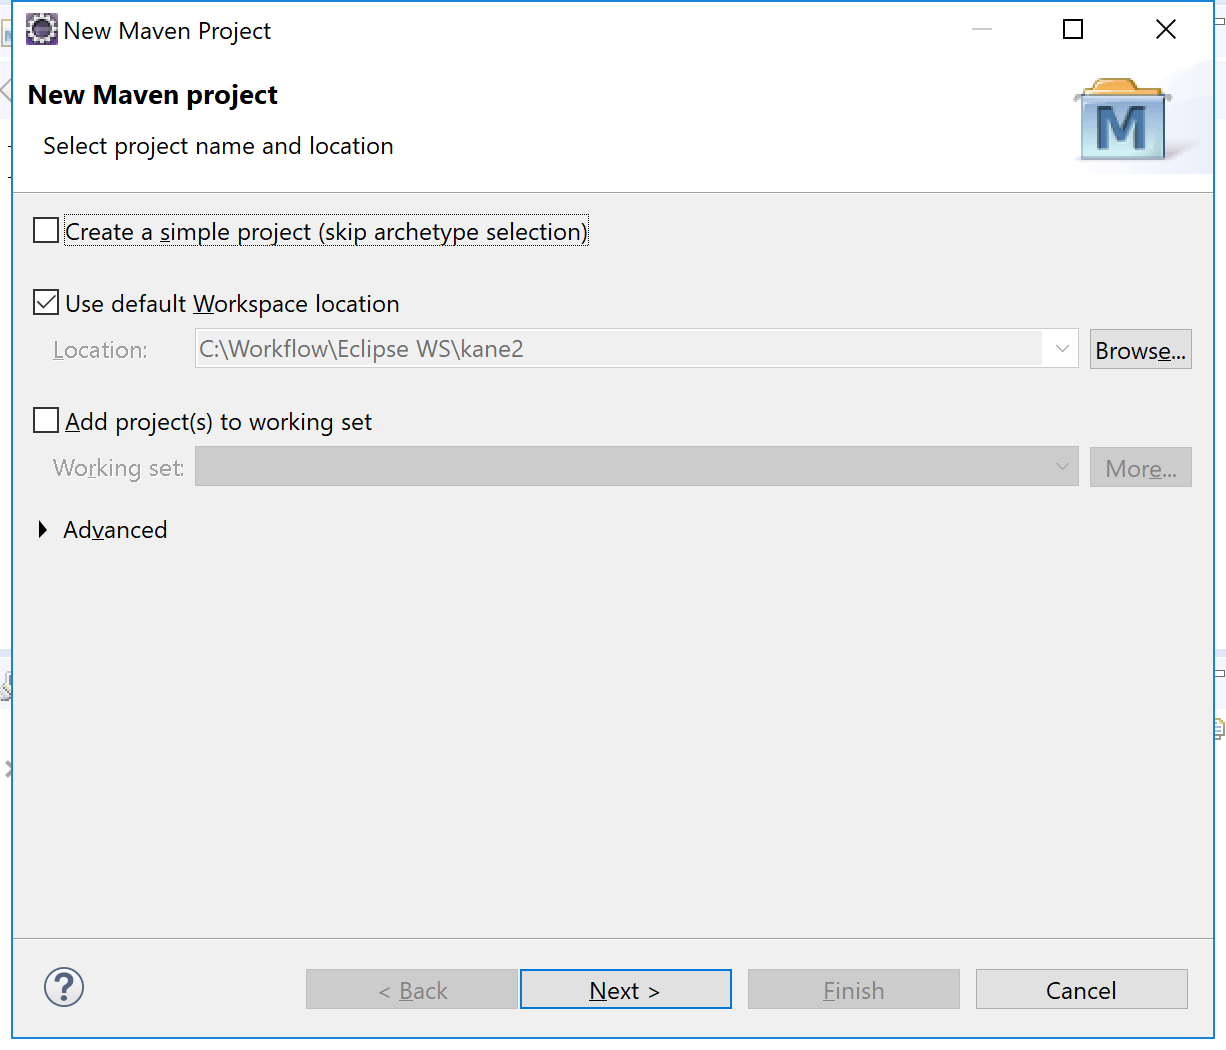 New Maven Project
New Maven project
Select project name and location
M
Create a simple project (skip archetype selection)
Use default Workspace location
Location: C:\Workflow\Eclipse WS\kane2 Browse...
Add project(s) to working set
Working set: More...
Advanced
? < Back Next > Finish Cancel